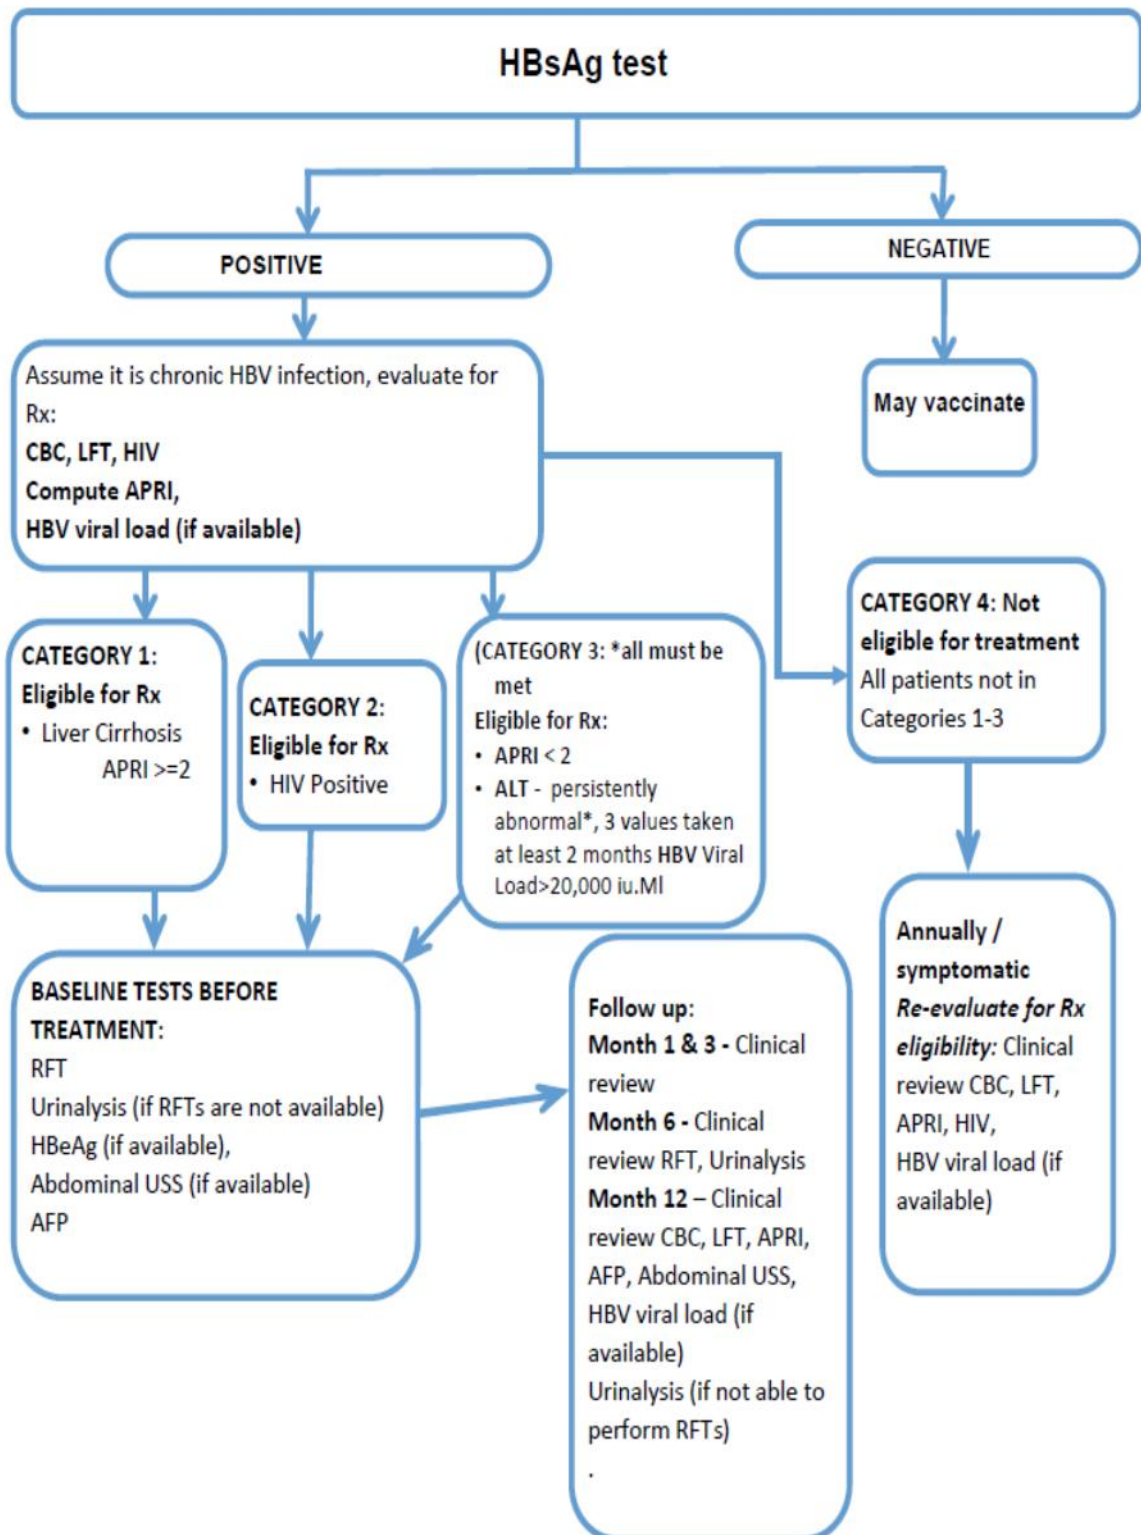 HBsAg test
POSITIVE
NEGATIVE
Assume it is chronic HBV infection, evaluate for
Rx:
CBC, LFT, HIV
Compute APRI,
HBV viral load (if available)
May vaccinate
CATEGORY 1:
Eligible for Rx
• Liver Cirrhosis
APRI >=2
CATEGORY 2:
Eligible for Rx
• HIV Positive
(CATEGORY 3: *all must be
met
Eligible for Rx:
• APRI < 2
• ALT - persistently
abnormal*, 3 values taken
at least 2 months HBV Viral
Load>20,000 iu.Ml
CATEGORY 4: Not
eligible for treatment
All patients not in
Categories 1-3
BASELINE TESTS BEFORE
TREATMENT:
RFT
Urinalysis (if RFTs are not available)
HBeAg (if available),
Abdominal USS (if available)
AFP
Follow up:
Month 1 & 3 - Clinical
review
Month 6 - Clinical
review RFT, Urinalysis
Month 12 – Clinical
review CBC, LFT, APRI,
AFP, Abdominal USS,
HBV viral load (if
available)
Urinalysis (if not able to
perform RFTs)
.
Annually /
symptomatic
Re-evaluate for Rx
eligibility: Clinical
review CBC, LFT,
APRI, HIV,
HBV viral load (if
available)